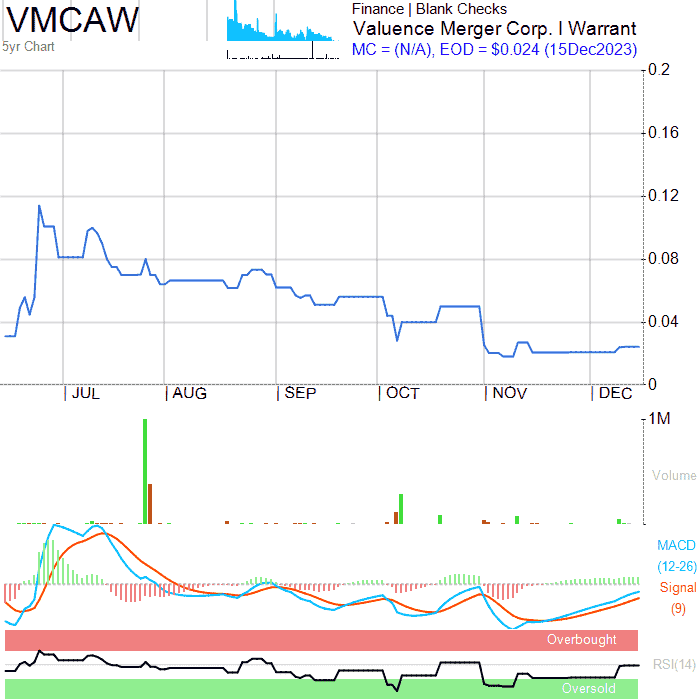 VMCAW
5yr Chart
Finance | Blank Checks
Valuence Merger Corp. I Warrant
MC = (N/A), EOD = $0.024 (15Dec2023)
0.2
0.16
0.12
0.08
0.04
0
JUL AUG SEP OCT NOV DEC
1M
Volume
MACD
(12-26)
Signal
(9)
Overbought
RSI(14)
Oversold